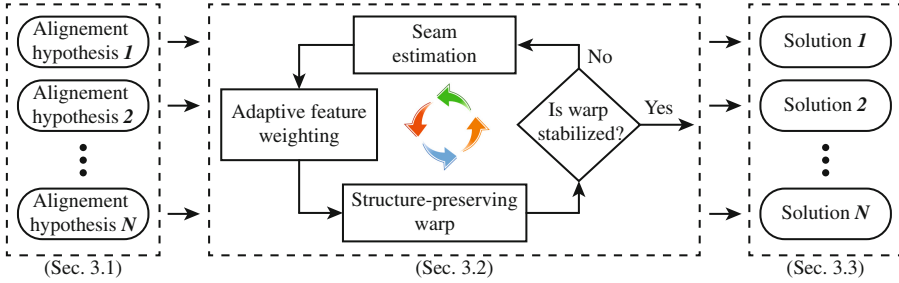 Alignement
hypothesis 1
Alignement
hypothesis 2
Alignement
hypothesis N
(Sec. 3.1)
Seam
estimation
Adaptive feature
weighting
Structure-preserving
warp
No
Is warp
stabilized?
Yes
(Sec. 3.2)
Solution 1
Solution 2
Solution N
(Sec. 3.3)